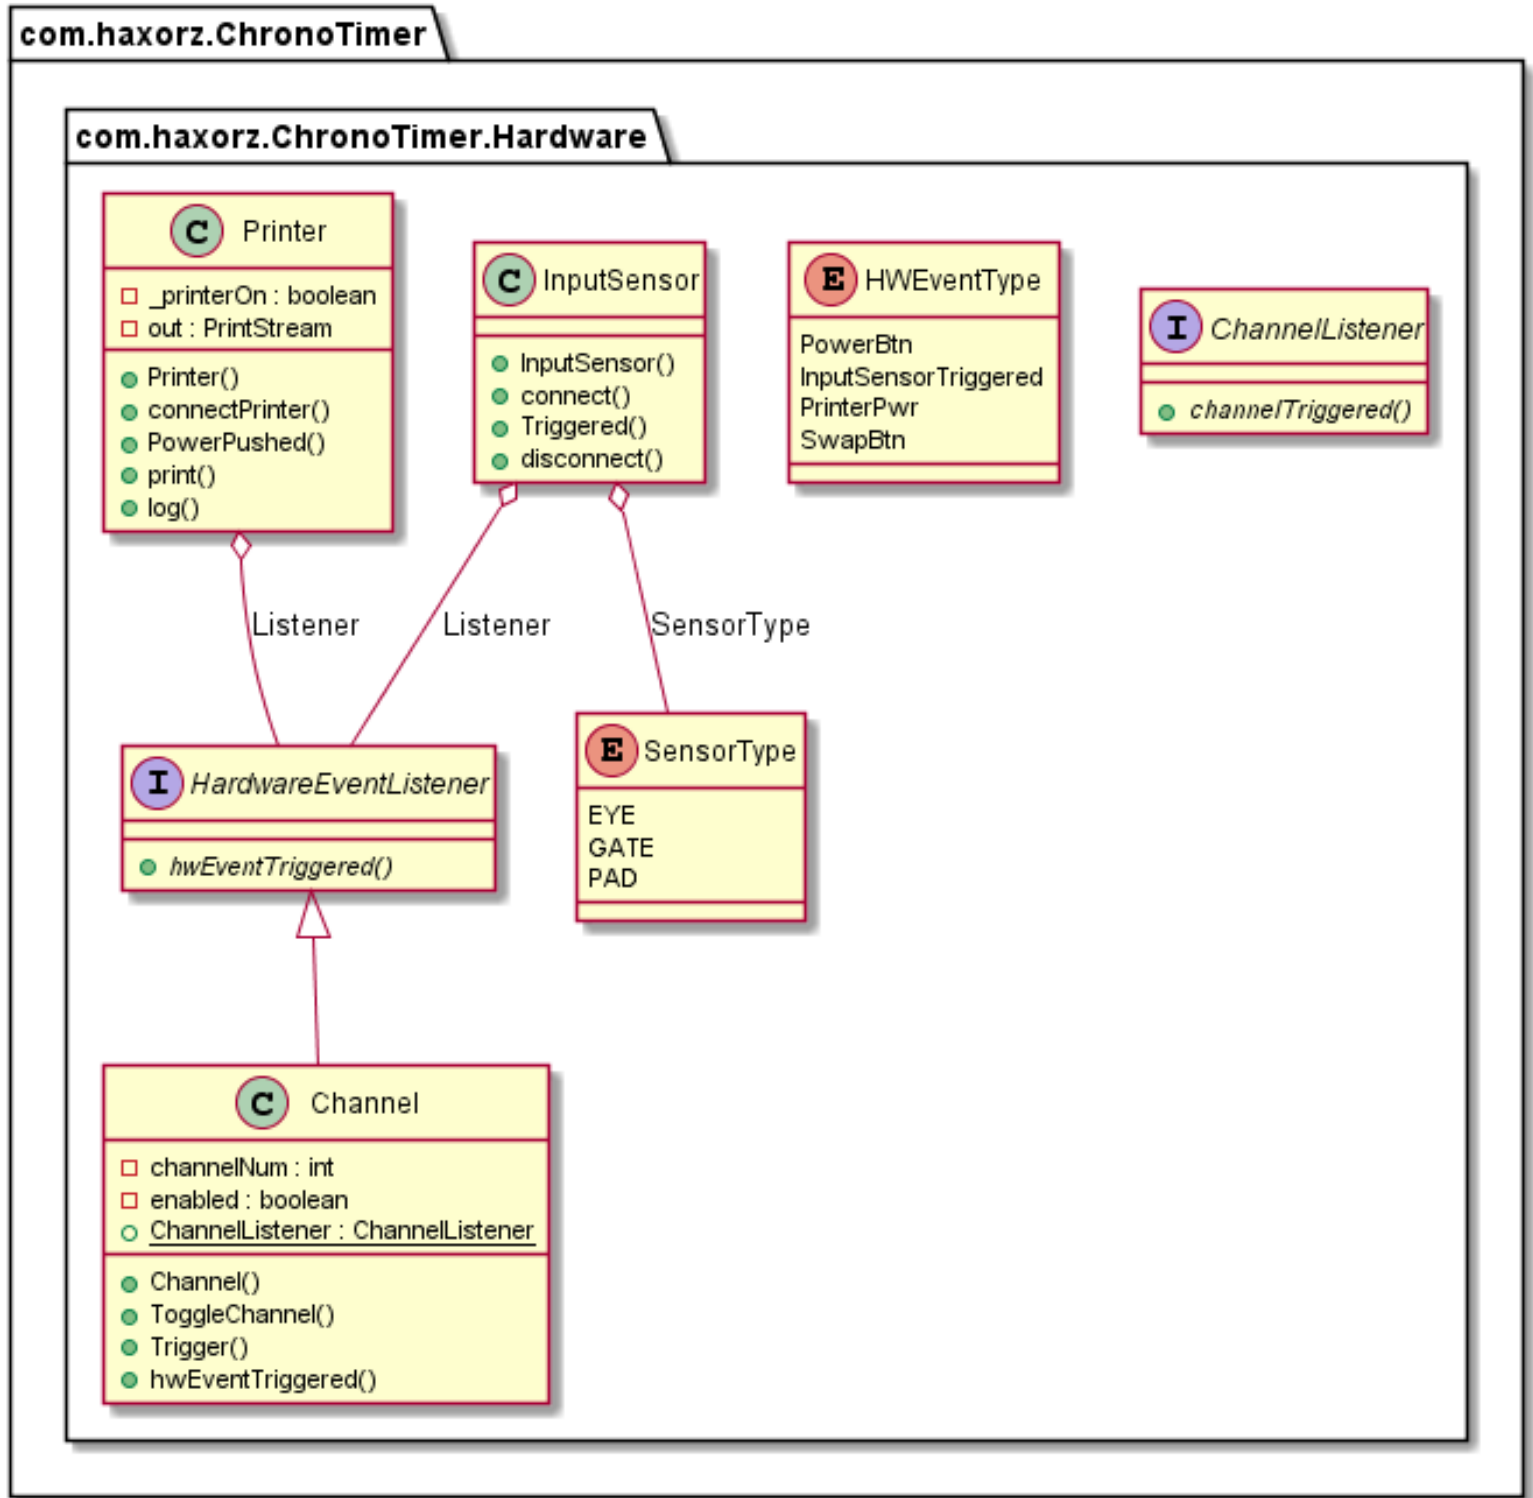 com.haxorz.ChronoTimer
com.haxorz.ChronoTimer.Hardware
C Printer
_printerOn : boolean
out : PrintStream
Printer()
connectPrinter()
PowerPushed()
print()
log()
C InputSensor
InputSensor()
connect()
Triggered()
disconnect()
E HWEventType
PowerBtn
InputSensorTriggered
PrinterPwr
SwapBtn
I ChannelListener
channelTriggered()
Listener
Listener
SensorType
I HardwareEventListener
hwEventTriggered()
E SensorType
EYE
GATE
PAD
C Channel
channelNum : int
enabled : boolean
ChannelListener : ChannelListener
Channel()
ToggleChannel()
Trigger()
hwEventTriggered()